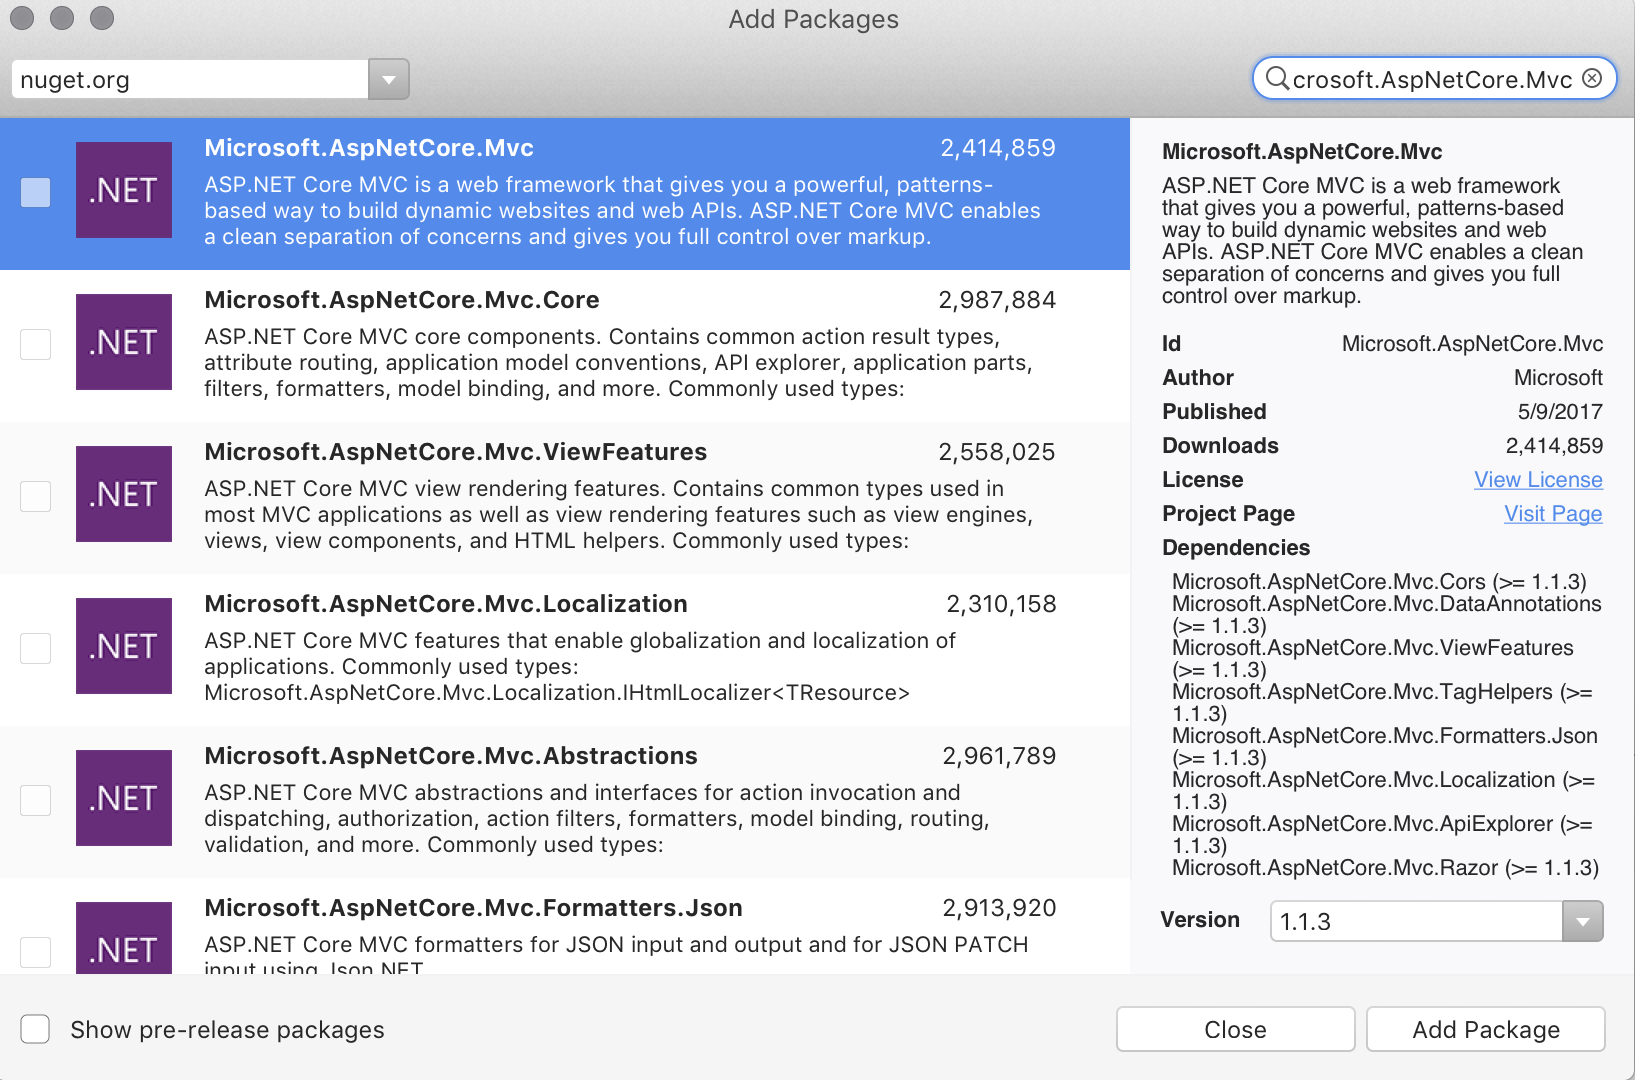 Add Packages
nuget.org
crosoft.AspNetCore.Mvc
.NET
Microsoft.AspNetCore.Mvc 2,414,859
ASP.NET Core MVC is a web framework that gives you a powerful, patterns-
based way to build dynamic websites and web APIs. ASP.NET Core MVC enables
a clean separation of concerns and gives you full control over markup.
.NET
Microsoft.AspNetCore.Mvc.Core 2,987,884
ASP.NET Core MVC core components. Contains common action result types,
attribute routing, application model conventions, API explorer, application parts,
filters, formatters, model binding, and more. Commonly used types:
.NET
Microsoft.AspNetCore.Mvc.ViewFeatures 2,558,025
ASP.NET Core MVC view rendering features. Contains common types used in
most MVC applications as well as view rendering features such as view engines,
views, view components, and HTML helpers. Commonly used types:
.NET
Microsoft.AspNetCore.Mvc.Localization 2,310,158
ASP.NET Core MVC features that enable globalization and localization of
applications. Commonly used types:
Microsoft.AspNetCore.Mvc.Localization.IHtmlLocalizer<TResource>
.NET
Microsoft.AspNetCore.Mvc.Abstractions 2,961,789
ASP.NET Core MVC abstractions and interfaces for action invocation and
dispatching, authorization, action filters, formatters, model binding, routing,
validation, and more. Commonly used types:
.NET
Microsoft.AspNetCore.Mvc.Formatters.Json 2,913,920
ASP.NET Core MVC formatters for JSON input and output and for JSON PATCH
input using Json.NET
Microsoft.AspNetCore.Mvc
ASP.NET Core MVC is a web framework
that gives you a powerful, patterns-based
way to build dynamic websites and web
APIs. ASP.NET Core MVC enables a clean
separation of concerns and gives you full
control over markup.
Id Microsoft.AspNetCore.Mvc
Author Microsoft
Published 5/9/2017
Downloads 2,414,859
License View License
Project Page Visit Page
Dependencies
Microsoft.AspNetCore.Mvc.Cors (>= 1.1.3)
Microsoft.AspNetCore.Mvc.DataAnnotations
(>= 1.1.3)
Microsoft.AspNetCore.Mvc.ViewFeatures
(>= 1.1.3)
Microsoft.AspNetCore.Mvc.TagHelpers (>=
1.1.3)
Microsoft.AspNetCore.Mvc.Formatters.Json
(>= 1.1.3)
Microsoft.AspNetCore.Mvc.Localization (>=
1.1.3)
Microsoft.AspNetCore.Mvc.ApiExplorer (>=
1.1.3)
Microsoft.AspNetCore.Mvc.Razor (>= 1.1.3)
Version 1.1.3
Show pre-release packages
Close
Add Package